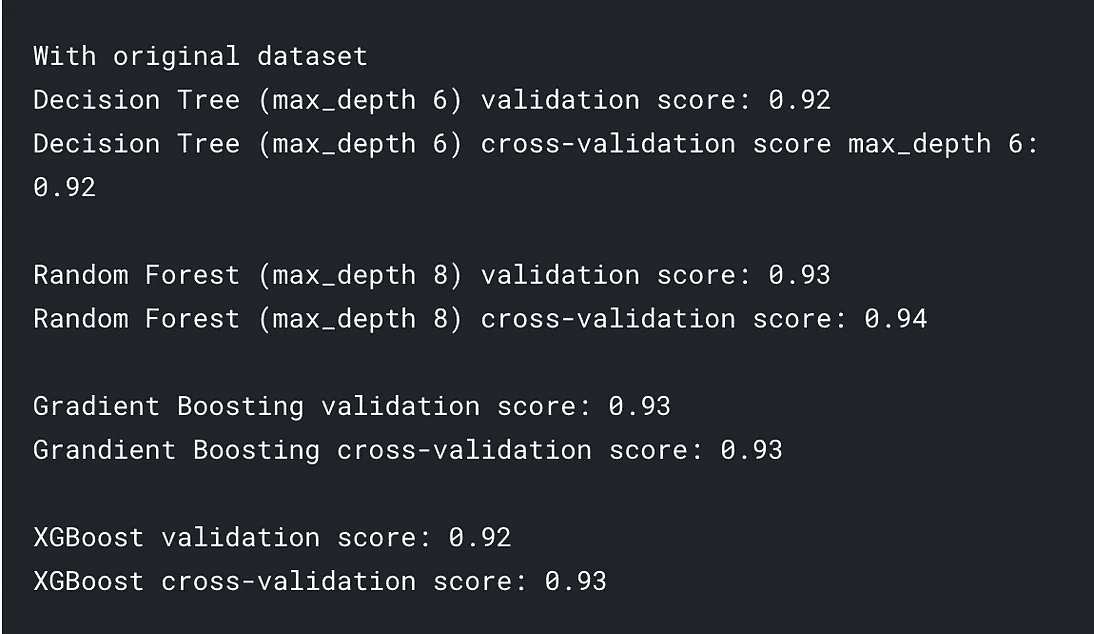 With original dataset
Decision Tree (max_depth 6) validation score: 0.92
Decision Tree (max_depth 6) cross-validation score max_depth 6:
0.92
Random Forest (max_depth 8) validation score: 0.93
Random Forest (max_depth 8) cross-validation score: 0.94
Gradient Boosting validation score: 0.93
Grandient Boosting cross-validation score: 0.93
XGBoost validation score: 0.92
XGBoost cross-validation score: 0.93